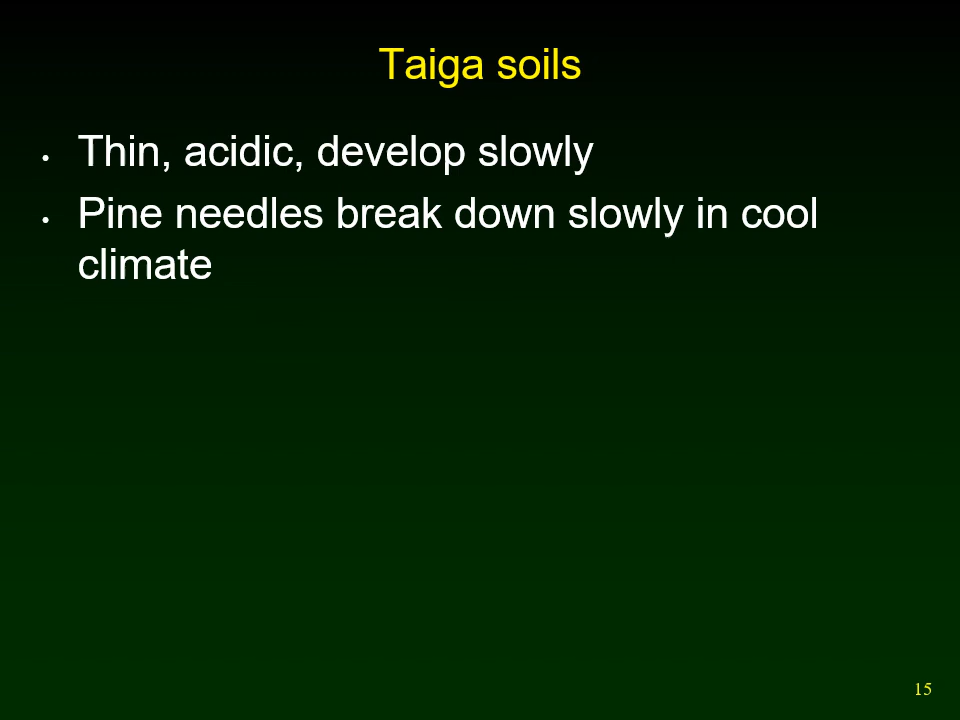 Taiga soils
• Thin, acidic, develop slowly
• Pine needles break down slowly in cool
climate
15